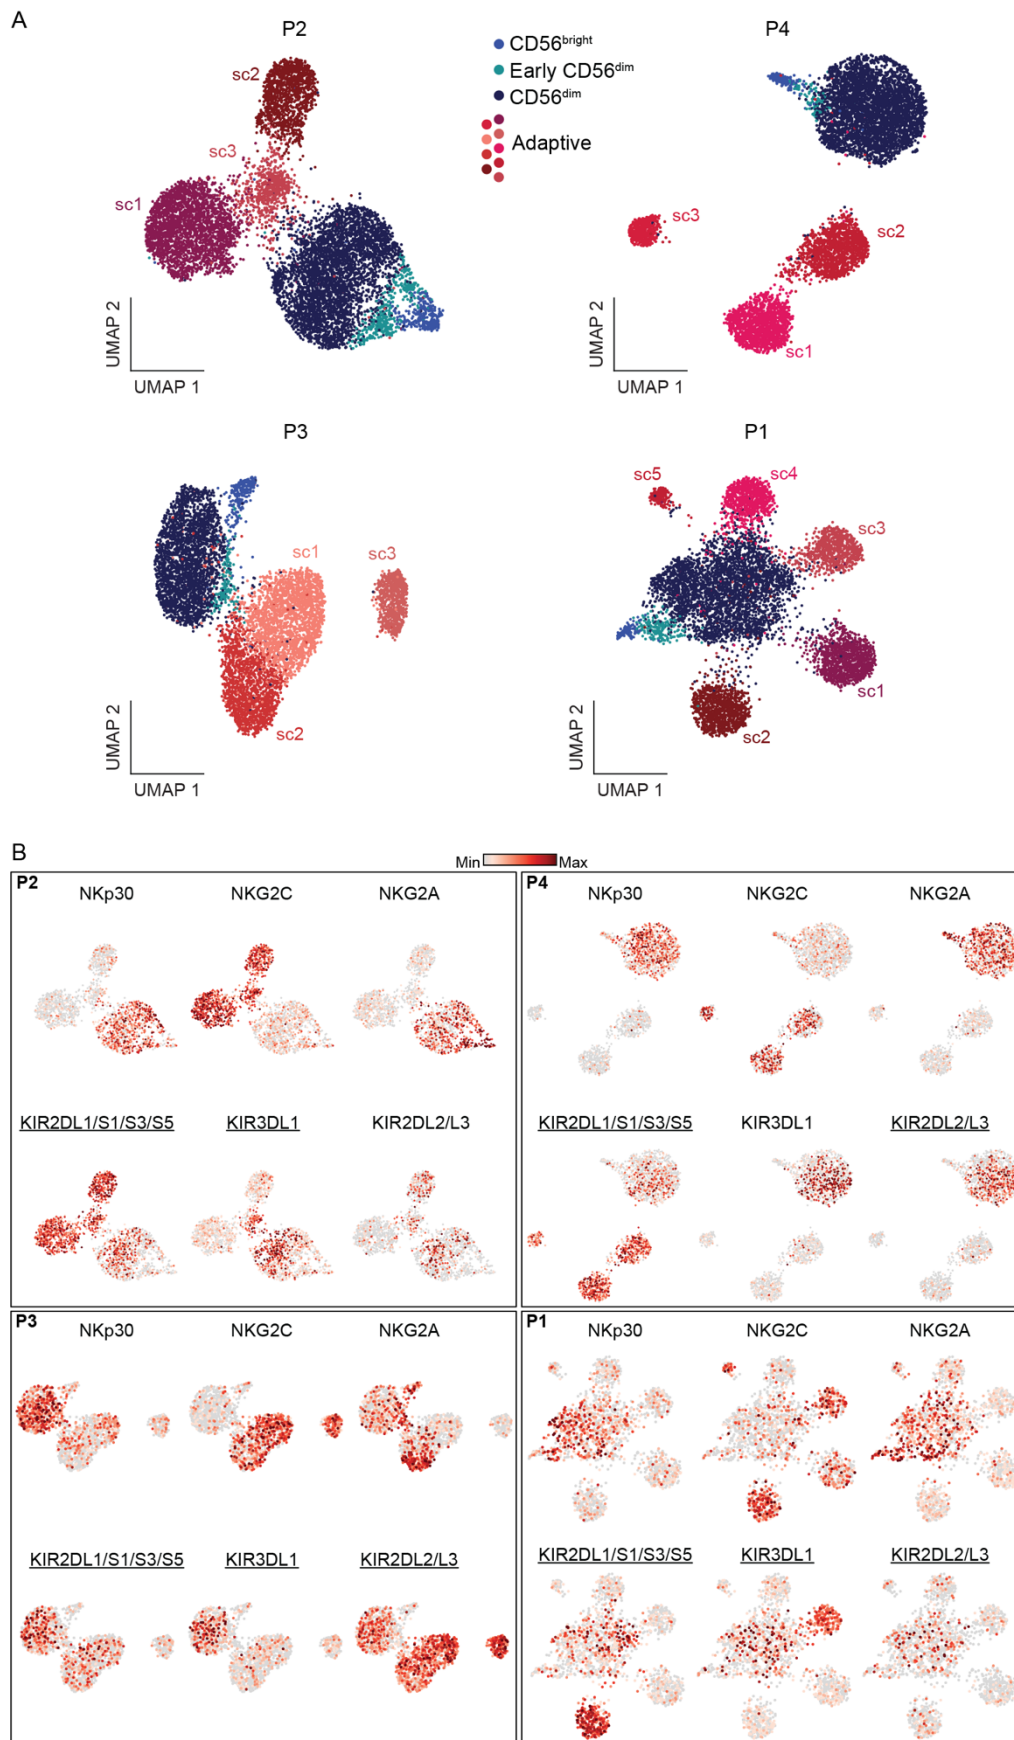 A
P2
P4
CD56bright
Early CD56dim
CD56dim
Adaptive
sc2
sc3
sc1
UMAP 2
UMAP 1
sc3
sc2
sc1
UMAP 2
UMAP 1
P3
P1
sc1
sc3
sc2
UMAP 2
UMAP 1
sc5
sc4
sc3
sc1
sc2
UMAP 2
UMAP 1
B
Min Max
P2
NKp30 NKG2C NKG2A
KIR2DL1/S1/S3/S5 KIR3DL1 KIR2DL2/L3
P4
NKp30 NKG2C NKG2A
KIR2DL1/S1/S3/S5 KIR3DL1 KIR2DL2/L3
P3
NKp30 NKG2C NKG2A
KIR2DL1/S1/S3/S5 KIR3DL1 KIR2DL2/L3
P1
NKp30 NKG2C NKG2A
KIR2DL1/S1/S3/S5 KIR3DL1 KIR2DL2/L3